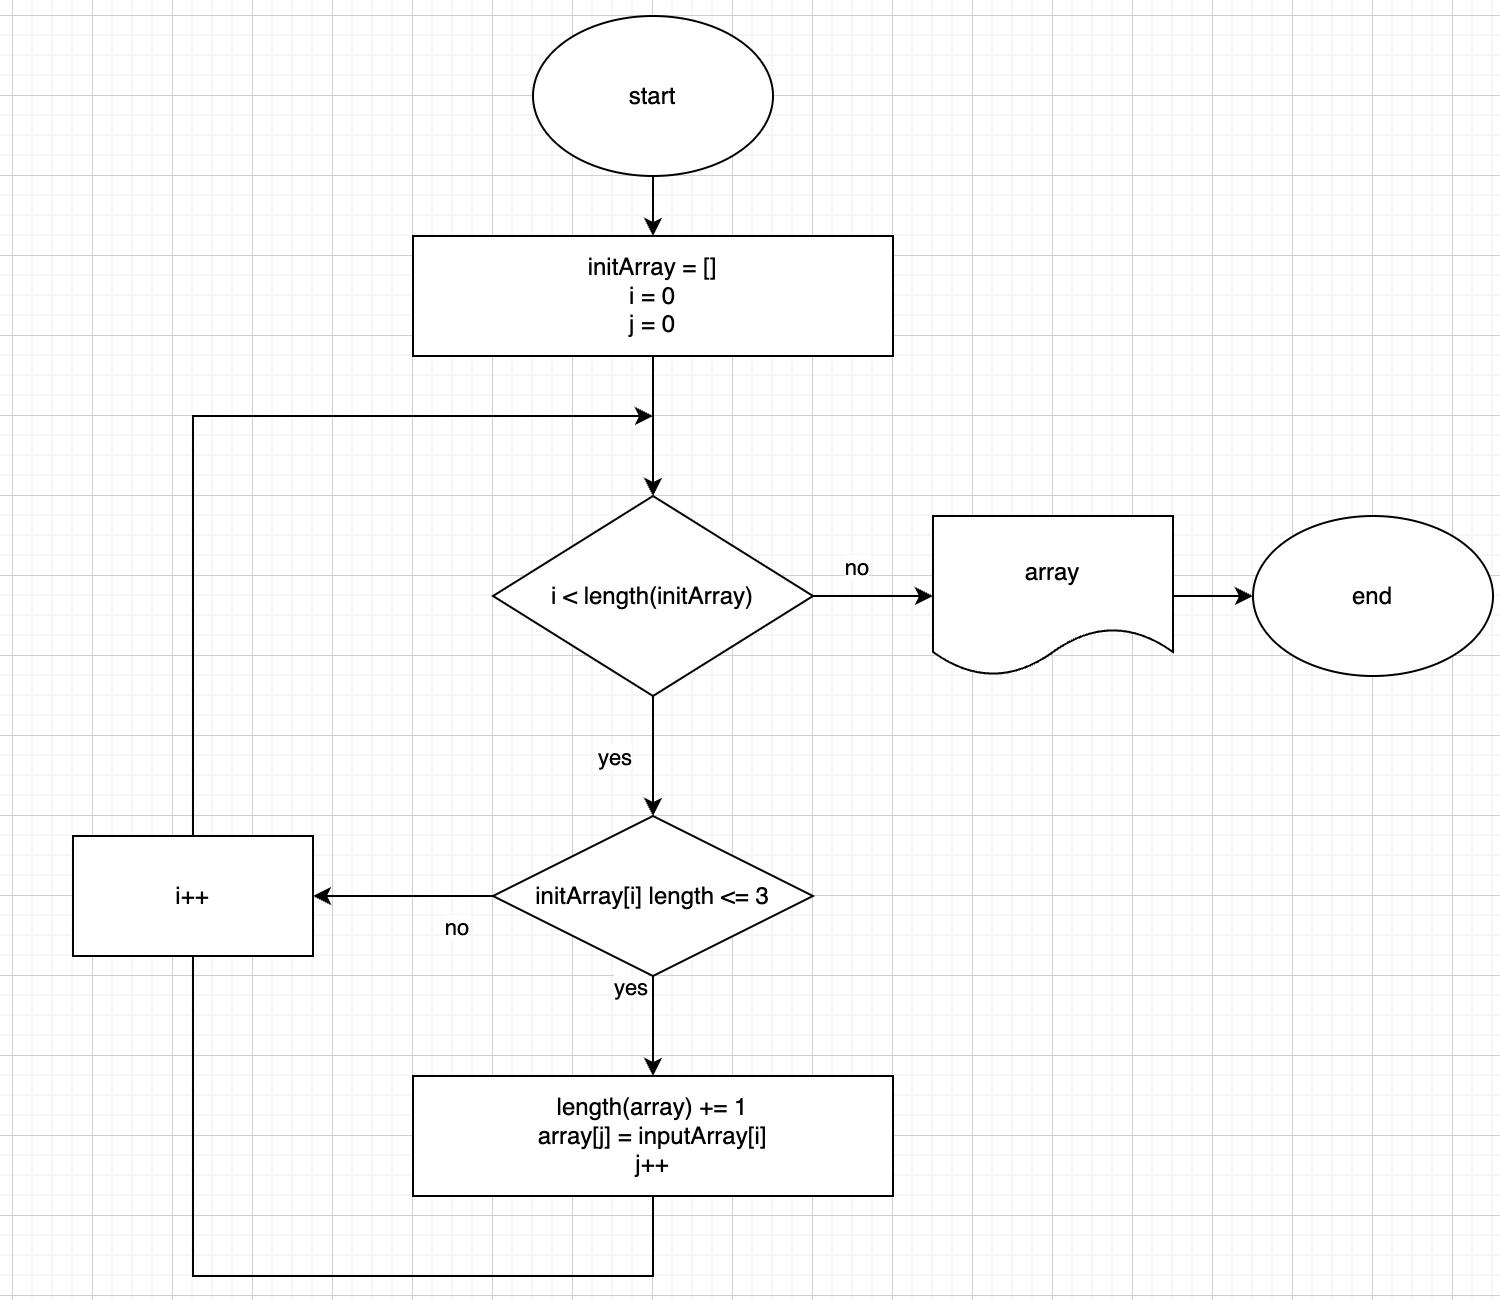 start
initArray = []
i = 0
j = 0
i < length(initArray)
no
array
end
yes
initArray[i] length <= 3
i++
no
yes
length(array) += 1
array[j] = inputArray[i]
j++